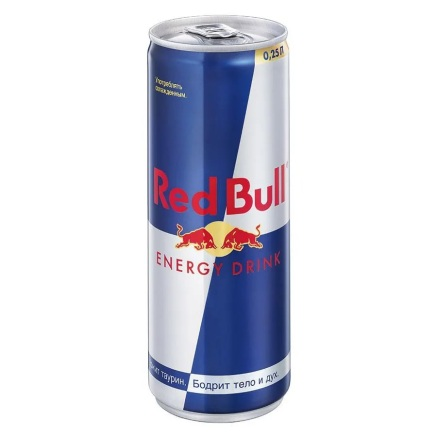 0,25Л
Употреблять
охлажденным.
Red Bull
ENERGY DRINK
таурин. Бодрит тело и дух.